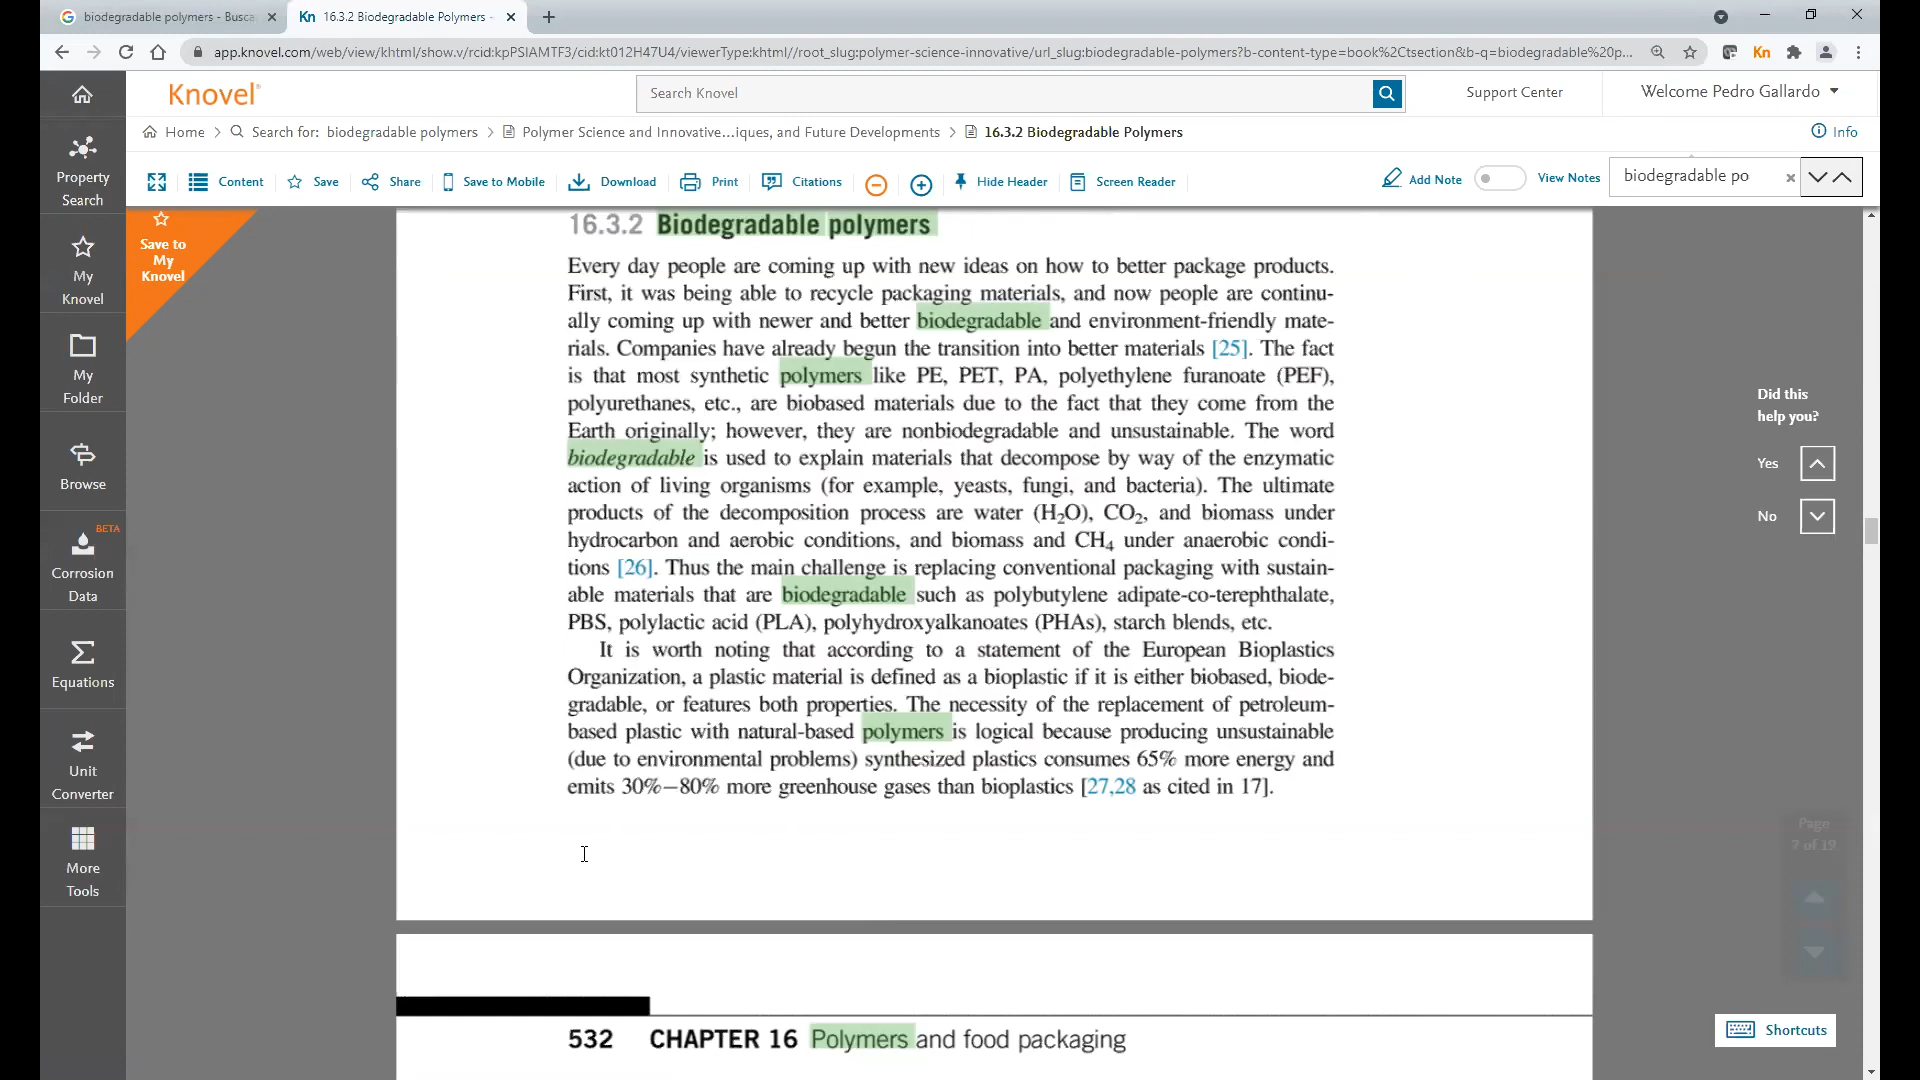 biodegradable polymers - Busca
Kn 16.3.2 Biodegradable Polymers -
app.knovel.com/web/view/khtml/show.v/rcid:kpPSIAMTF3/cid:kt012H47U4/viewerType:khtml//root_slug:polymer-science-innovative/url_slug:biodegradable-polymers?b-content-type=book%2Ctsection&b-q=biodegradable%20p...
Kn
Knovel
Search Knovel
Support Center
Welcome Pedro Gallardo
Home > Search for: biodegradable polymers > Polymer Science and Innovative...iques, and Future Developments > 16.3.2 Biodegradable Polymers
Info
Content
Save
Share
Save to Mobile
Download
Print
Citations
Hide Header
Screen Reader
Add Note
View Notes
biodegradable po
Property
Search
My
Knovel
My
Folder
Browse
BETA
Corrosion
Data
Equations
Unit
Converter
More
Tools
Save to
My
Knovel
16.3.2 Biodegradable polymers
Every day people are coming up with new ideas on how to better package products.
First, it was being able to recycle packaging materials, and now people are continu-
ally coming up with newer and better biodegradable and environment-friendly mate-
rials. Companies have already begun the transition into better materials [25]. The fact
is that most synthetic polymers like PE, PET, PA, polyethylene furanoate (PEF),
polyurethanes, etc., are biobased materials due to the fact that they come from the
Earth originally; however, they are nonbiodegradable and unsustainable. The word
biodegradable is used to explain materials that decompose by way of the enzymatic
action of living organisms (for example, yeasts, fungi, and bacteria). The ultimate
products of the decomposition process are water (H₂O), CO₂, and biomass under
hydrocarbon and aerobic conditions, and biomass and CH₄ under anaerobic condi-
tions [26]. Thus the main challenge is replacing conventional packaging with sustain-
able materials that are biodegradable such as polybutylene adipate-co-terephthalate,
PBS, polylactic acid (PLA), polyhydroxyalkanoates (PHAs), starch blends, etc.
It is worth noting that according to a statement of the European Bioplastics
Organization, a plastic material is defined as a bioplastic if it is either biobased, biode-
gradable, or features both properties. The necessity of the replacement of petroleum-
based plastic with natural-based polymers is logical because producing unsustainable
(due to environmental problems) synthesized plastics consumes 65% more energy and
emits 30%−80% more greenhouse gases than bioplastics [27,28 as cited in 17].
532 CHAPTER 16 Polymers and food packaging
Did this
help you?
Yes
No
Page
7 of 19
Shortcuts